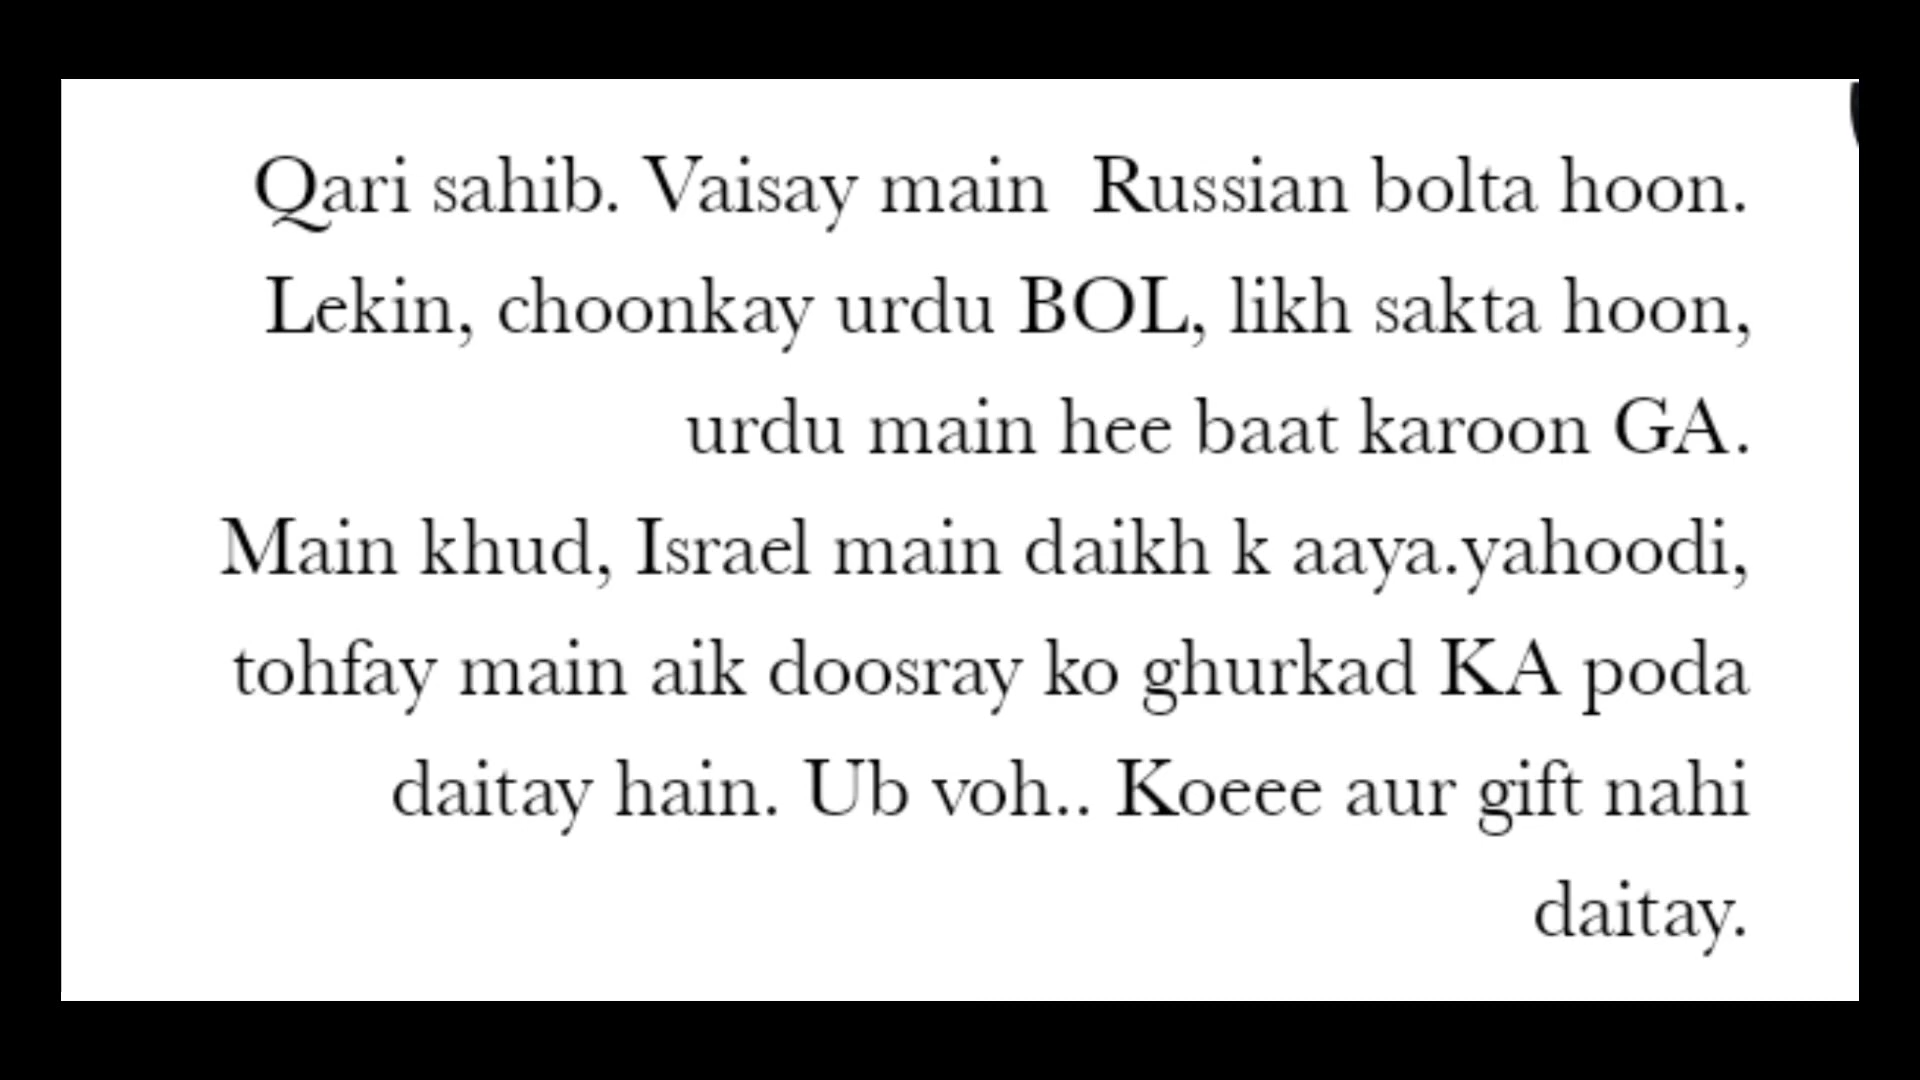 Qari sahib. Vaisay main  Russian bolta hoon.
Lekin, choonkay urdu BOL, likh sakta hoon,
urdu main hee baat karoon GA.
Main khud, Israel main daikh k aaya.yahoodi,
tohfay main aik doosray ko ghurkad KA poda
daitay hain. Ub voh.. Koeee aur gift nahi
daitay.